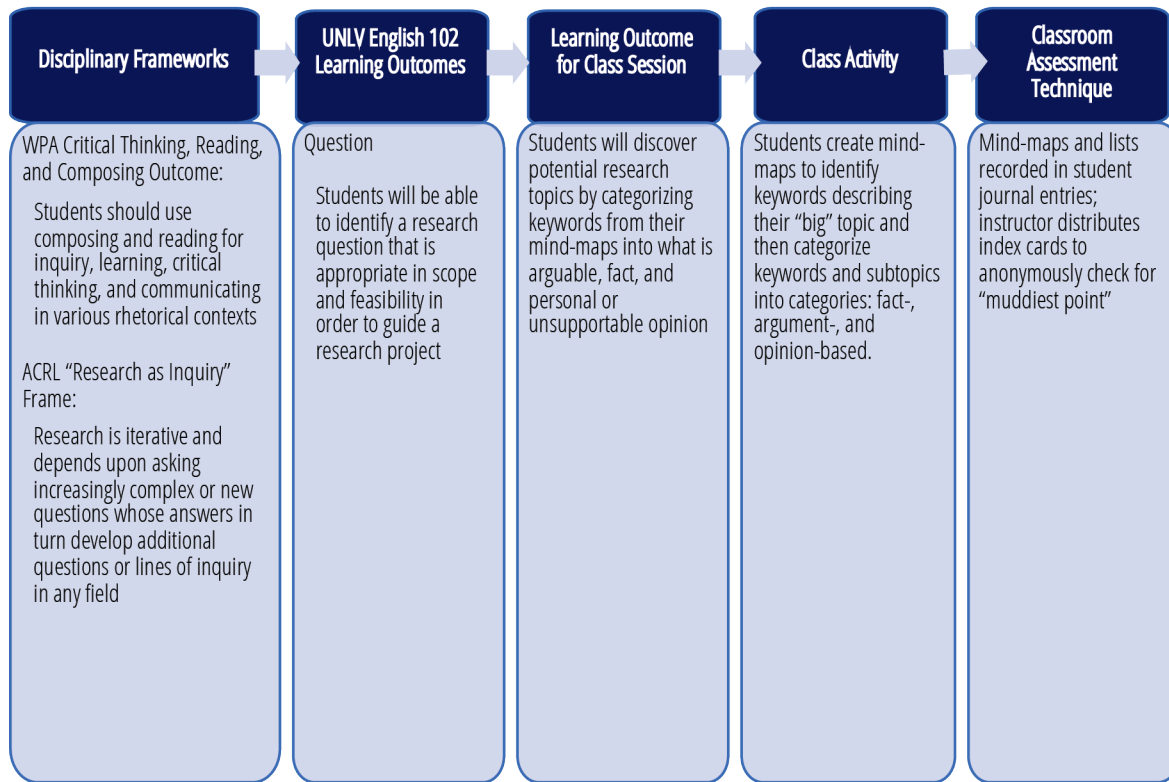 Disciplinary Frameworks
WPA Critical Thinking, Reading,
and Composing Outcome:
Students should use
composing and reading for
inquiry, learning, critical
thinking, and communicating
in various rhetorical contexts
ACRL “Research as Inquiry”
Frame:
Research is iterative and
depends upon asking
increasingly complex or new
questions whose answers in
turn develop additional
questions or lines of inquiry
in any field
UNLV English 102
Learning Outcomes
Question
Students will be able
to identify a research
question that is
appropriate in scope
and feasibility in
order to guide a
research project
Learning Outcome
for Class Session
Students will discover
potential research
topics by categorizing
keywords from their
mind-maps into what is
arguable, fact, and
personal or
unsupportable opinion
Class Activity
Students create mind-
maps to identify
keywords describing
their “big” topic and
then categorize
keywords and subtopics
into categories: fact-,
argument-, and
opinion-based.
Classroom
Assessment
Technique
Mind-maps and lists
recorded in student
journal entries;
instructor distributes
index cards to
anonymously check for
“muddiest point”